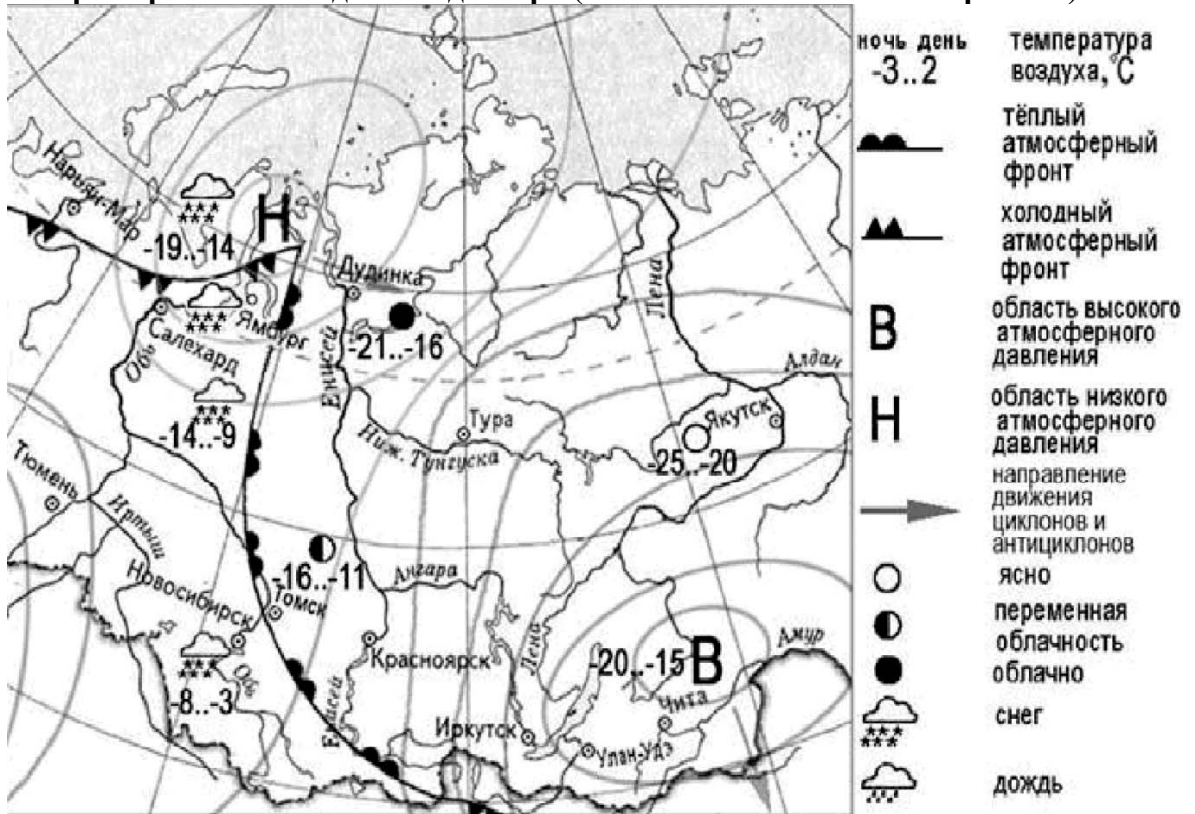 Нарьян-Мар
-19..-14
Н
Дудинка
Ямбург
Салехард
Обь
-21..-16
Енисей
Лена
Алдан
-14..-9
Тура
Ниж. Тунгуска
Якутск
-25..-20
Тюмень
Иртыш
Новосибирск
Томск
-16..-11
Ангара
Красноярск
Лена
-20..-15
В
Амур
Чита
Обь
-8..-3
Енисей
Иркутск
Улан-Удэ
ночь день
-3..2
температура
воздуха,°C
тёплый
атмосферный
фронт
холодный
атмосферный
фронт
В
область высокого
атмосферного
давления
Н
область низкого
атмосферного
давления
направление
движения
циклонов и
антициклонов
ясно
переменная
облачность
облачно
снег
дождь